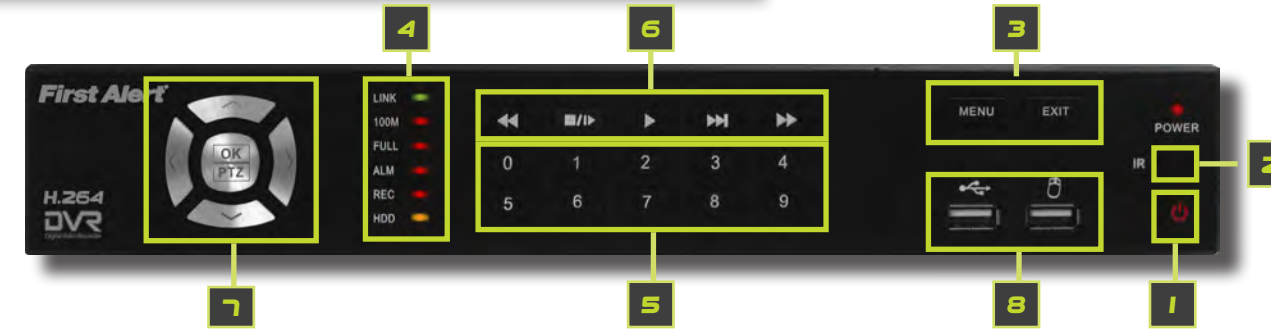 4 6 3
First Alert
LINK
100M
FULL
ALM
REC
HDD
OK
PTZ
H.264
DVR
0 1 2 3 4
5 6 7 8 9
MENU EXIT
POWER
IR
2
7 5 8 1